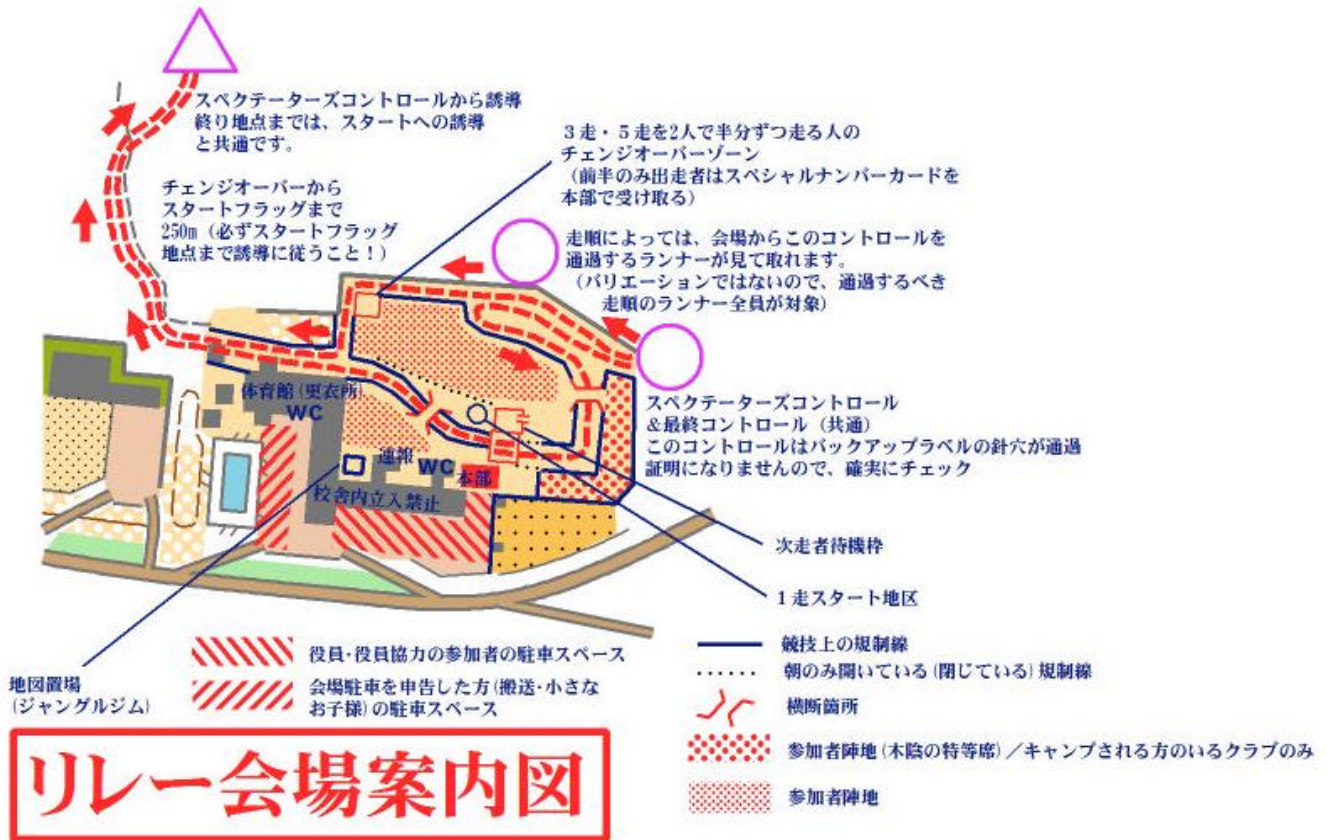 スペクテーターズコントロールから誘導
終り地点までは、スタートへの誘導
と共通です。
3走・5走を2人で半分ずつ走る人の
チェンジオーバーゾーン
(前半のみ出走者はスペシャルナンバーカードを
本部で受け取る)
チェンジオーバーから
スタートフラッグまで
250m(必ずスタートフラッグ
地点まで誘導に従うこと!)
走順によっては、会場からこのコントロールを
通過するランナーが見て取れます。
(バリエーションではないので、通過するべき
走順のランナー全員が対象)
体育館(更衣所)
WC
スペクテーターズコントロール
&最終コントロール(共通)
このコントロールはバックアップラベルの針穴が通過
証明になりませんので、確実にチェック
速報
WC
本部
校舎内立入禁止
次走者待機枠
1走スタート地区
地図置場
(ジャングルジム)
役員・役員協力の参加者の駐車スペース
会場駐車を申告した方(搬送・小さな
お子様)の駐車スペース
競技上の規制線
朝のみ開いている(閉じている)規制線
横断箇所
参加者陣地(木陰の特等席)/キャンプされる方のいるクラブのみ
参加者陣地
リレー会場案内図